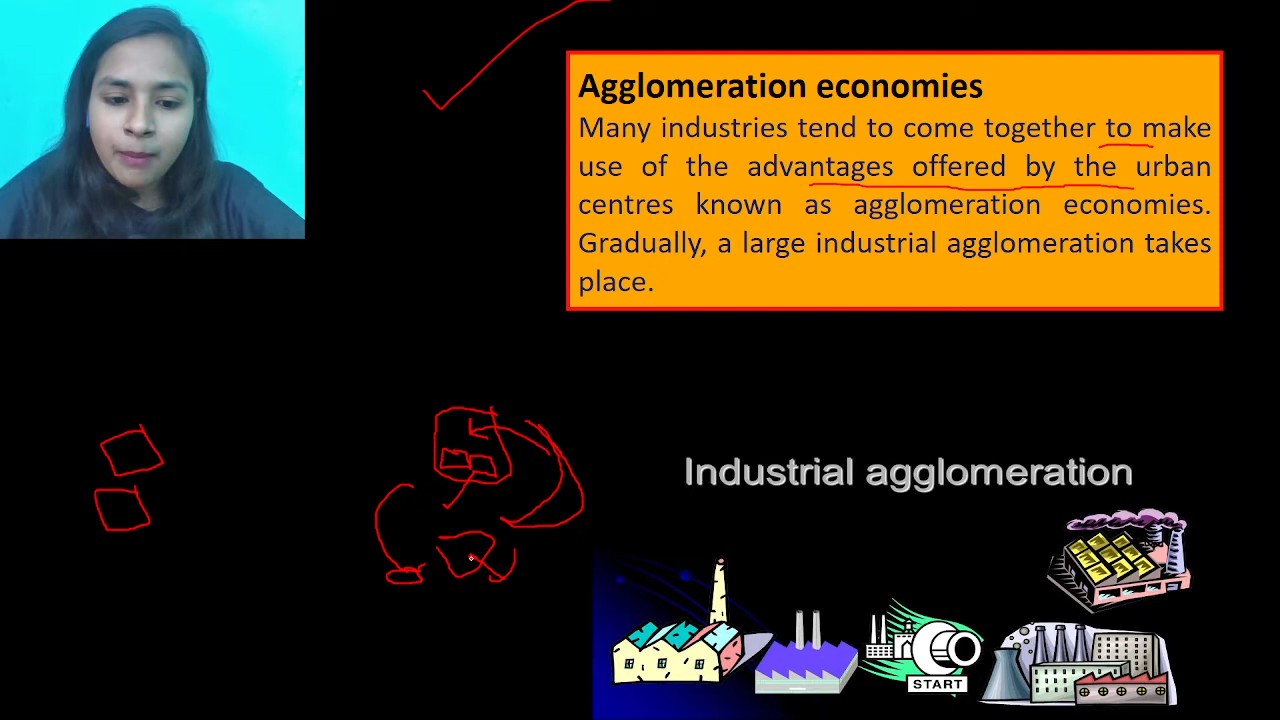 Agglomeration economies
Many industries tend to come together to make
use of the advantages offered by the urban
centres known as agglomeration economies.
Gradually, a large industrial agglomeration takes
place.
Industrial agglomeration
START